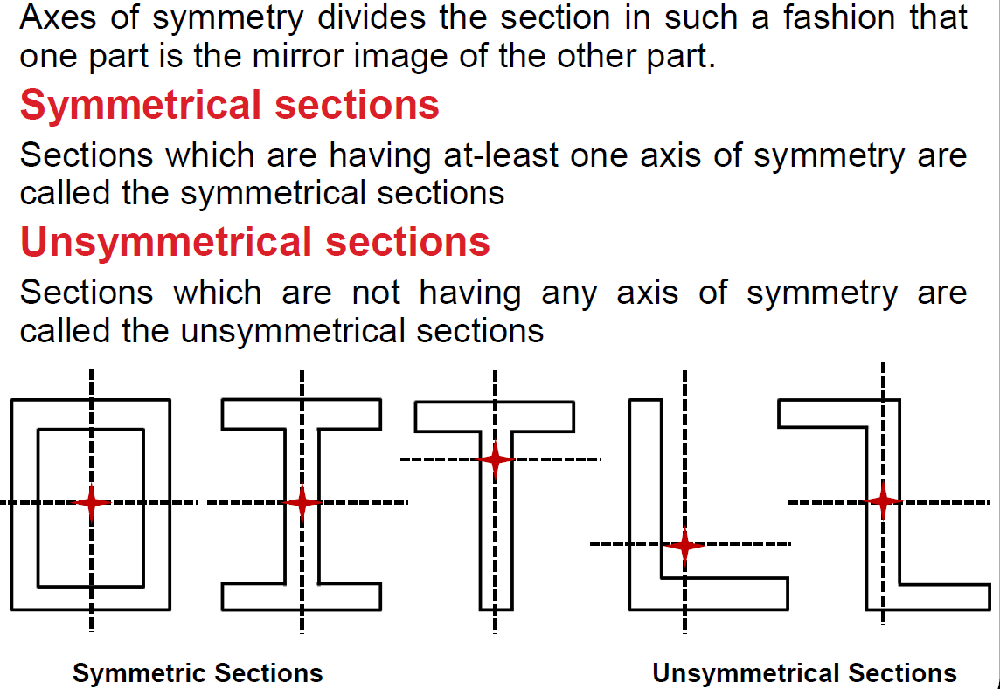 Axes of symmetry divides the section in such a fashion that
one part is the mirror image of the other part.
Symmetrical sections
Sections which are having at-least one axis of symmetry are
called the symmetrical sections
Unsymmetrical sections
Sections which are not having any axis of symmetry are
called the unsymmetrical sections
Symmetric Sections
Unsymmetrical Sections